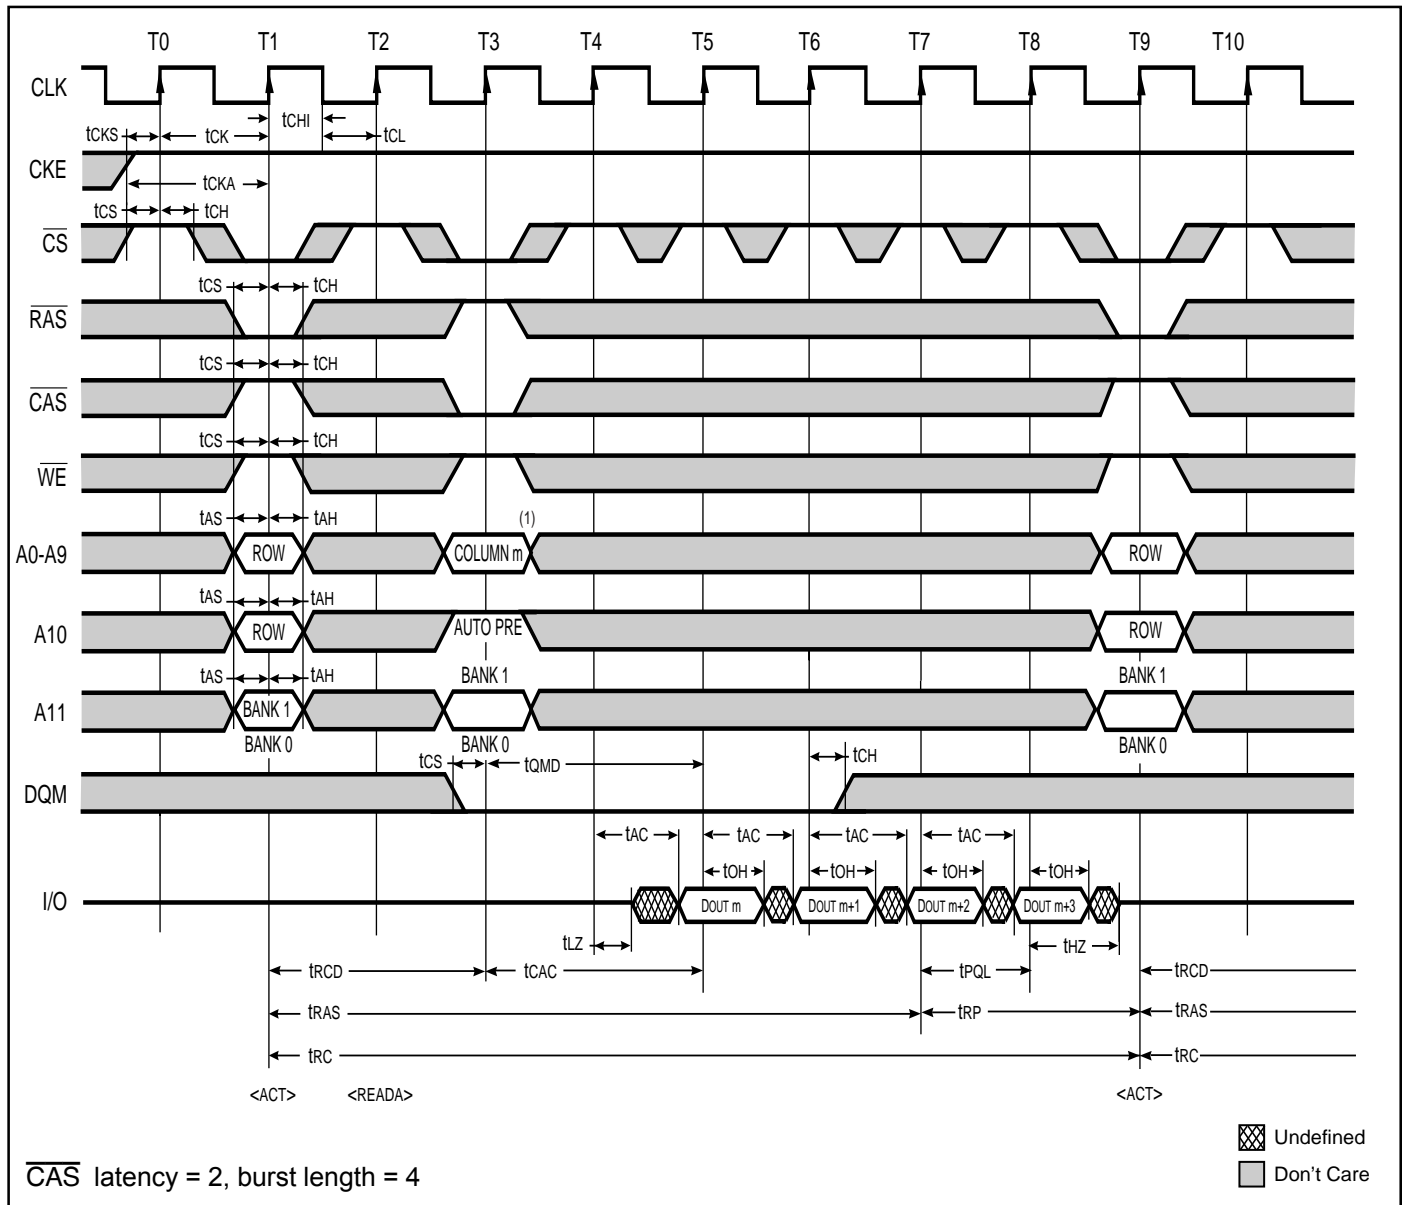 T0 T1 T2 T3 T4 T5 T6 T7 T8 T9 T10
CLK
tCHI
tCKS tCK tCL
CKE
tCKA
tCS tCH
CS
tCS tCH
RAS
tCS tCH
CAS
tCS tCH
WE
tAS tAH (1)
A0-A9 ROW COLUMN m ROW
tAS tAH
A10 ROW AUTO PRE ROW
tAS tAH BANK 1 BANK 1
A11 BANK 1
BANK 0 BANK 0 BANK 0
tCS tQMD tCH
DQM
tAC tAC tAC tAC
tOH tOH tOH tOH
I/O DOUT m DOUT m+1 DOUT m+2 DOUT m+3
tLZ tHZ
tRCD tCAC tPQL tRCD
tRAS tRP tRAS
tRC tRC
<ACT> <READA> <ACT>
Undefined
Don't Care
CAS latency = 2, burst length = 4